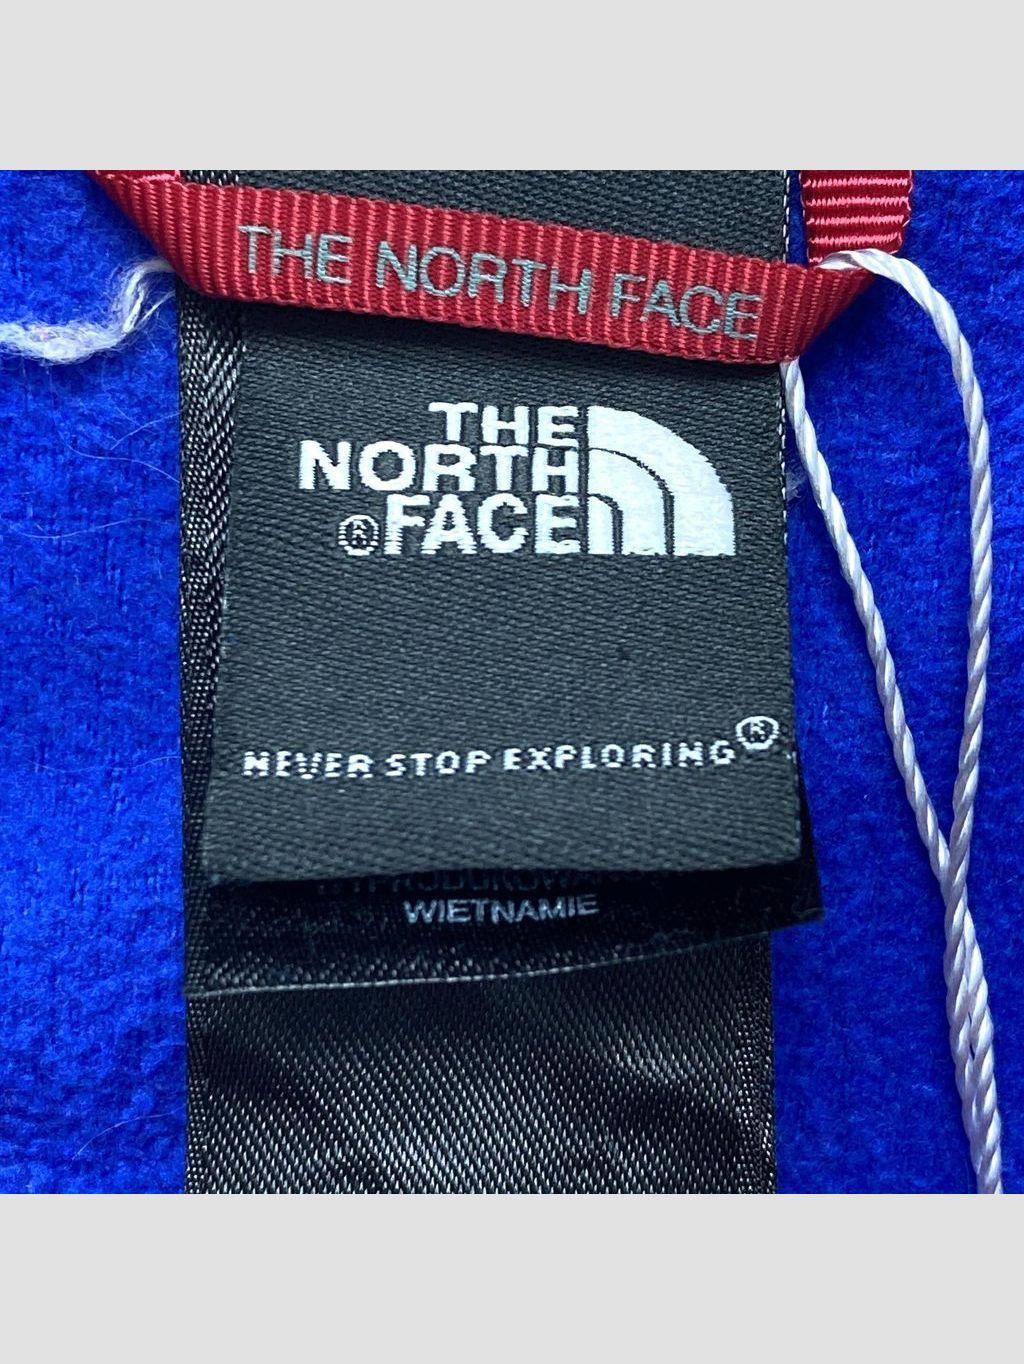 THE NORTH FACE
THE
NORTH
®FACE
NEVER STOP EXPLORING®
WIETNAMIE